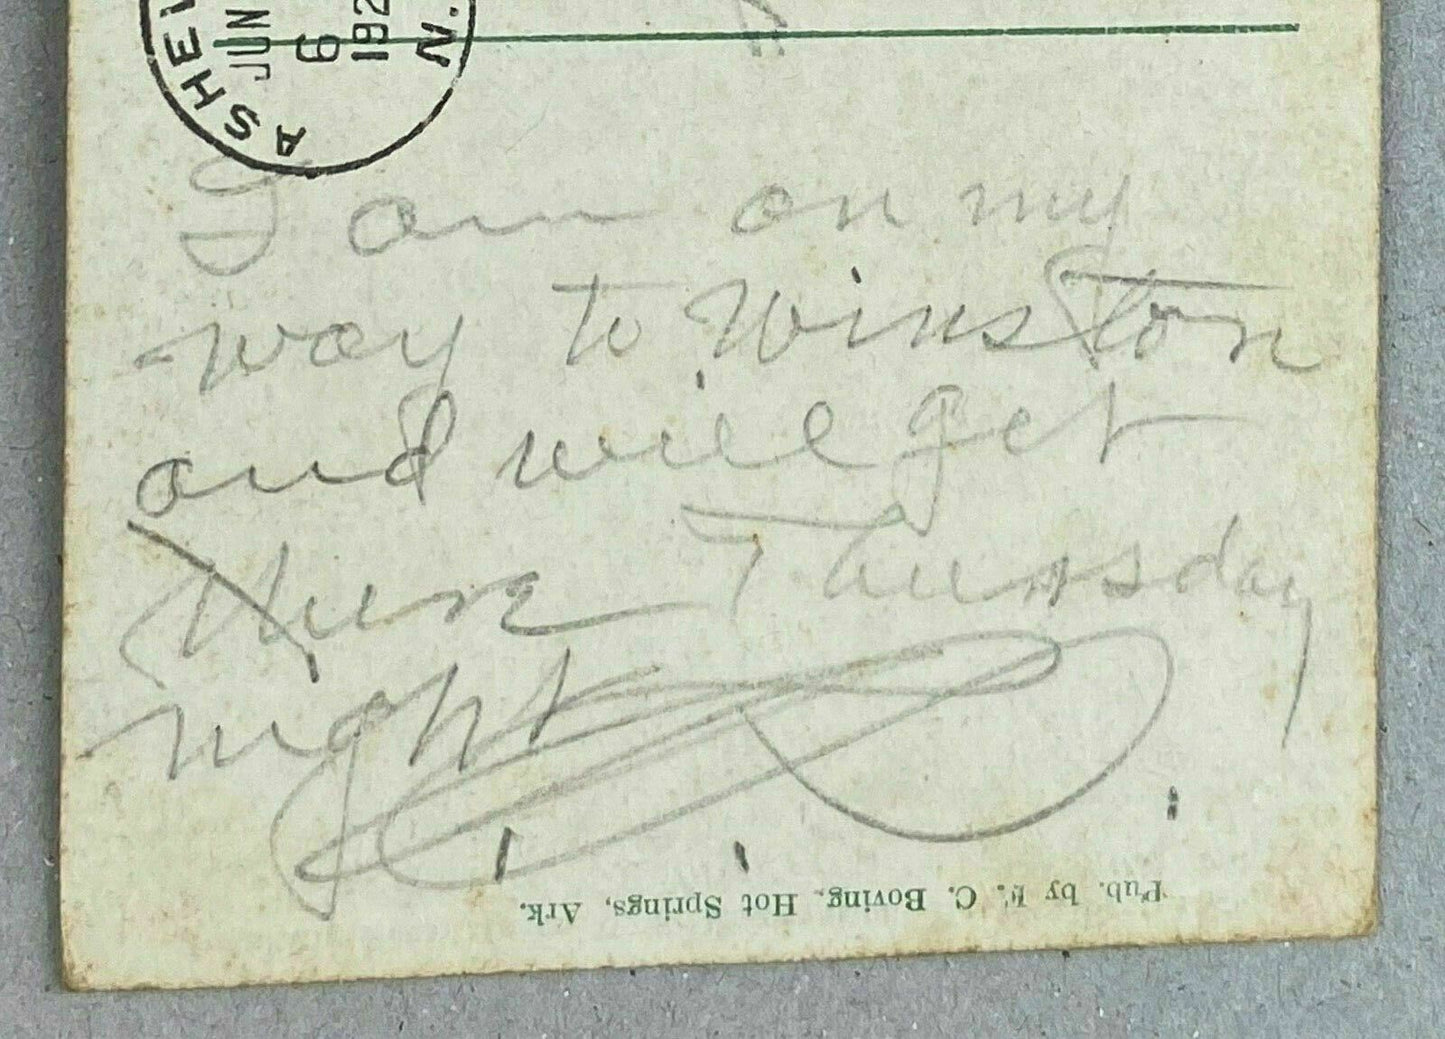 ASHEV
JUN
6
192
N.
I am on my
way to Winston
and will get
there Thursday
night
Pub. by F. C. Boving, Hot Springs, Ark.